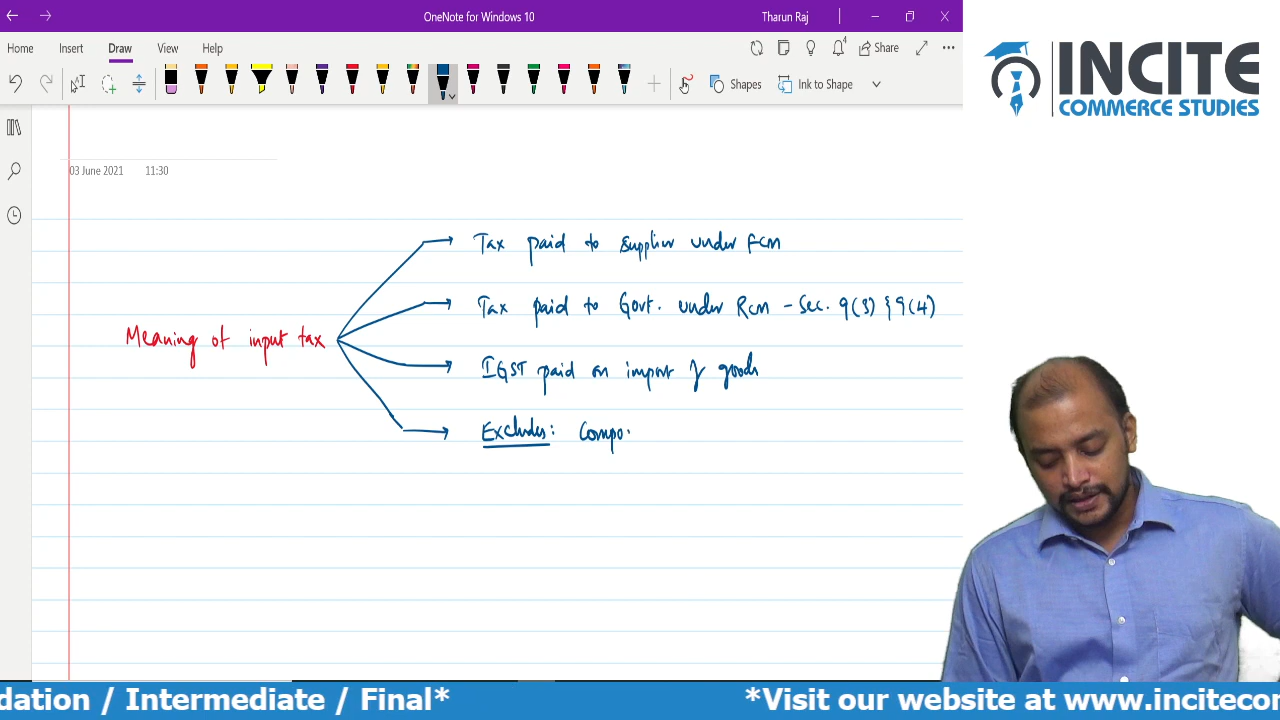 OneNote for Windows 10
Tharun Raj
Home Insert Draw View Help
4
Share
Shapes
Ink to Shape
INCITE
COMMERCE STUDIES
03 June 2021 11:30
Tax paid to supplier under FCM
Tax paid to Govt. under RCM - Sec. 9(3) & 9(4)
Meaning of input tax
IGST paid on import of goods
Excludes: Compo.
dation / Intermediate / Final* *Visit our website at www.incitecor